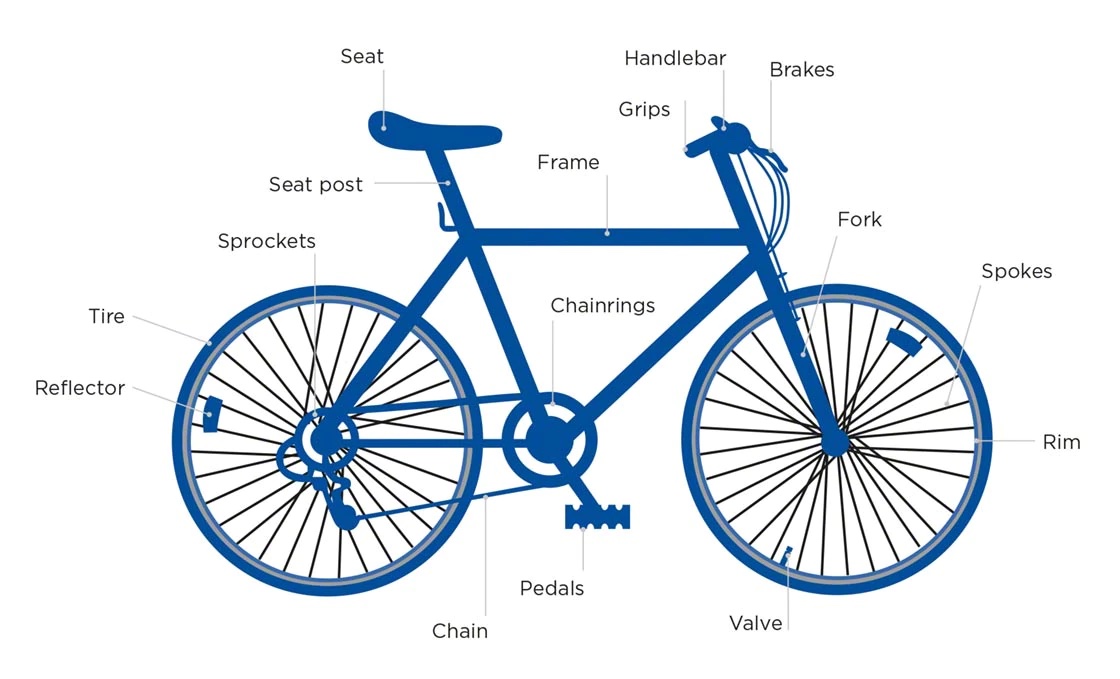 Seat
Handlebar
Brakes
Grips
Frame
Seat post
Fork
Sprockets
Spokes
Chainrings
Tire
Reflector
Rim
Pedals
Valve
Chain